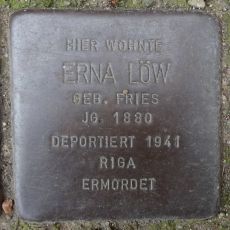 HIER WOHNTE
ERNA LÖW
GEB. FRIES
JG. 1880
DEPORTIERT 1941
RIGA
ERMORDET